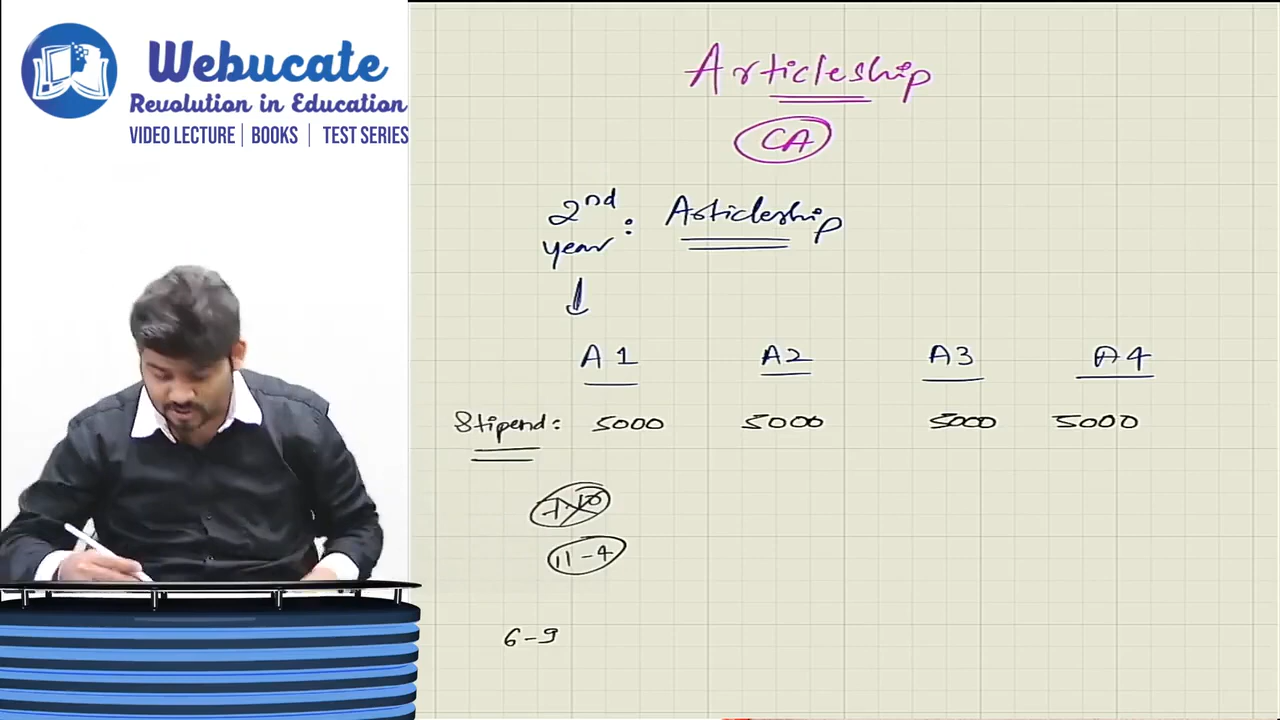 Webucate
Revolution in Education
VIDEO LECTURE | BOOKS | TEST SERIES
Articleship
CA
2nd year : Articleship
A1 A2 A3 A4
Stipend: 5000 5000 5000 5000
11-4
6-9